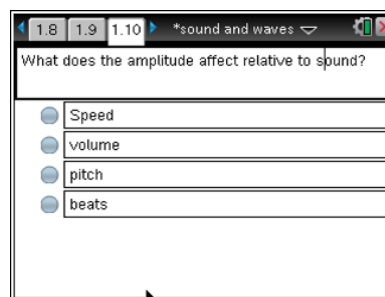 1.8 1.9 1.10 *sound and waves
What does the amplitude affect relative to sound?
Speed
volume
pitch
beats